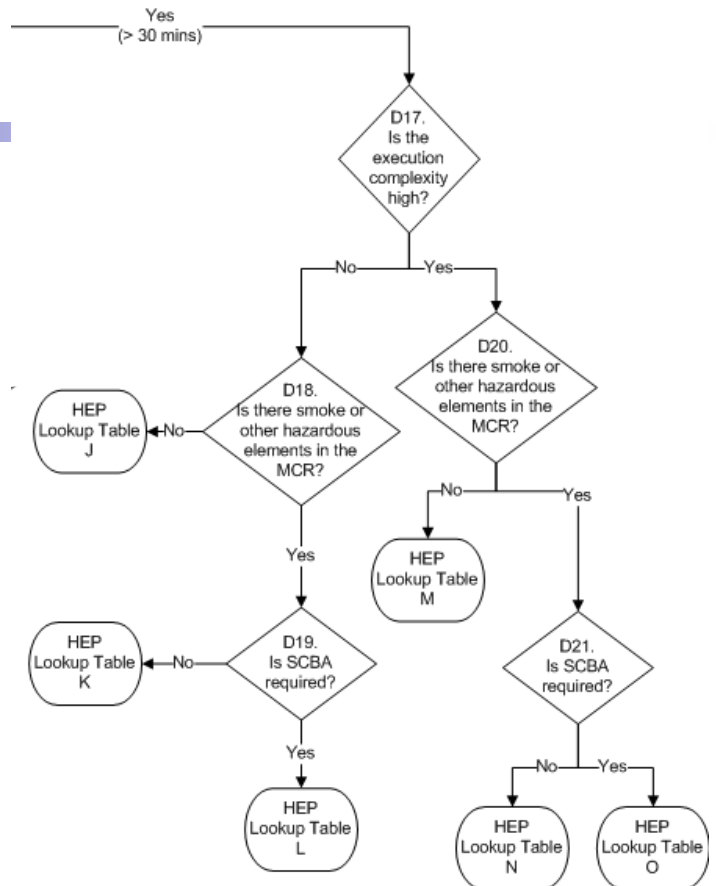 Yes
(> 30 mins)
D17.
Is the
execution
complexity
high?
No
Yes
D18.
Is there smoke or
other hazardous
elements in the
MCR?
D20.
Is there smoke or
other hazardous
elements in the
MCR?
No
HEP
Lookup Table
J
Yes
No
HEP
Lookup Table
M
Yes
D19.
Is SCBA
required?
No
HEP
Lookup Table
K
Yes
HEP
Lookup Table
L
D21.
Is SCBA
required?
No
Yes
HEP
Lookup Table
N
HEP
Lookup Table
O